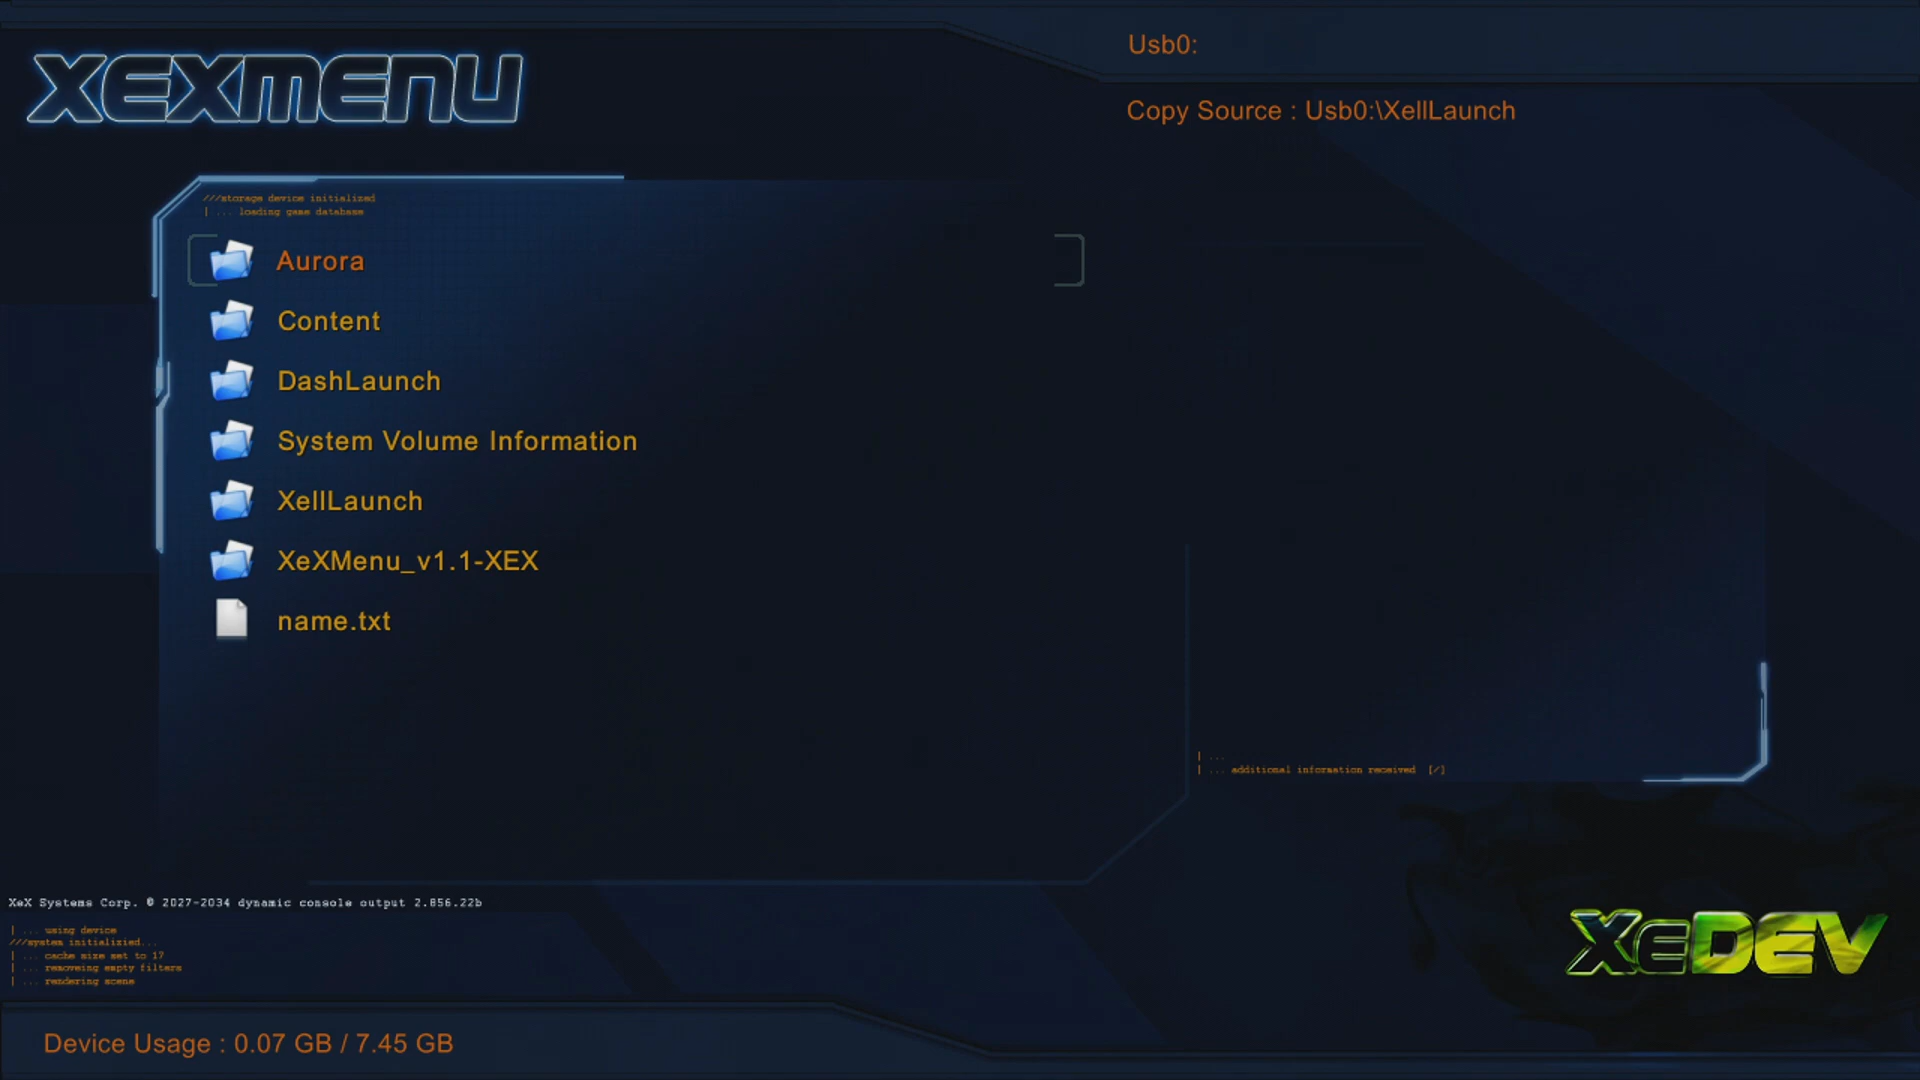 XEXMENU
Usb0:
Copy Source : Usb0:\XellLaunch
///storage device initialized
| ... loading game database
Aurora
Content
DashLaunch
System Volume Information
XellLaunch
XeXMenu_v1.1-XEX
name.txt
| ...
| ... additional information received [/]
XeX Systems Corp. © 2027-2034 dynamic console output 2.856.22b
| ... using device
///system initializied...
| ... cache size set to 17
| ... removeing empty filters
| ... rendering scene
XeDEV
Device Usage : 0.07 GB / 7.45 GB